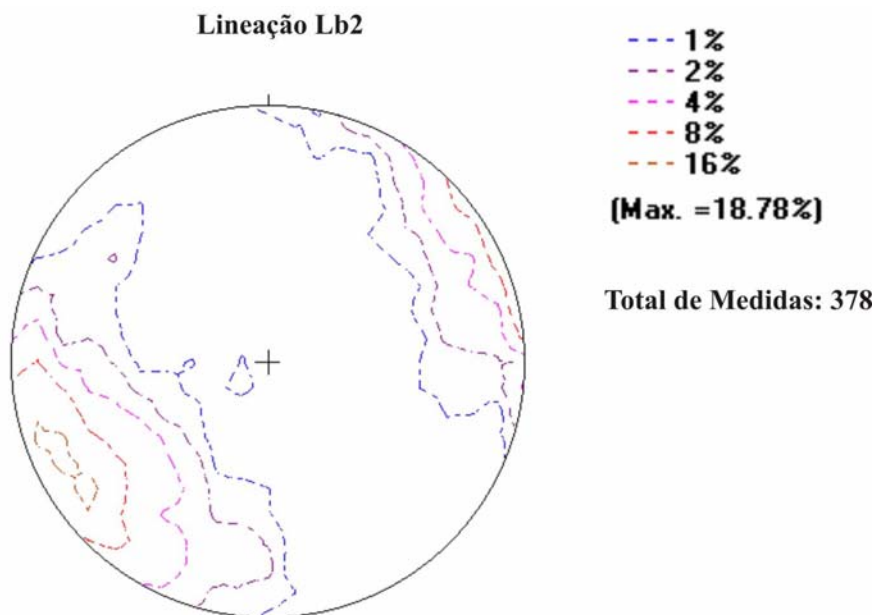 Lineação Lb2
1%
2%
4%
8%
16%
(Max. =18.78%)
Total de Medidas: 378